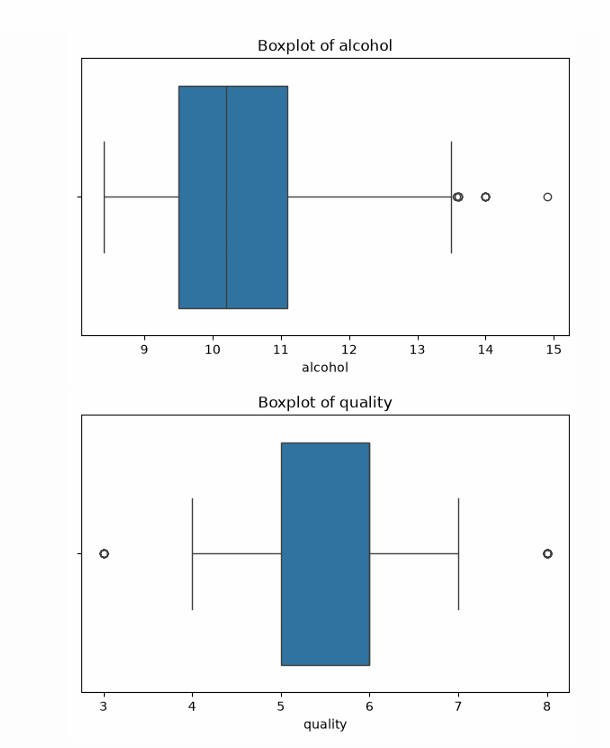 Boxplot of alcohol
9 10 11 12 13 14 15
alcohol
Boxplot of quality
3 4 5 6 7 8
quality